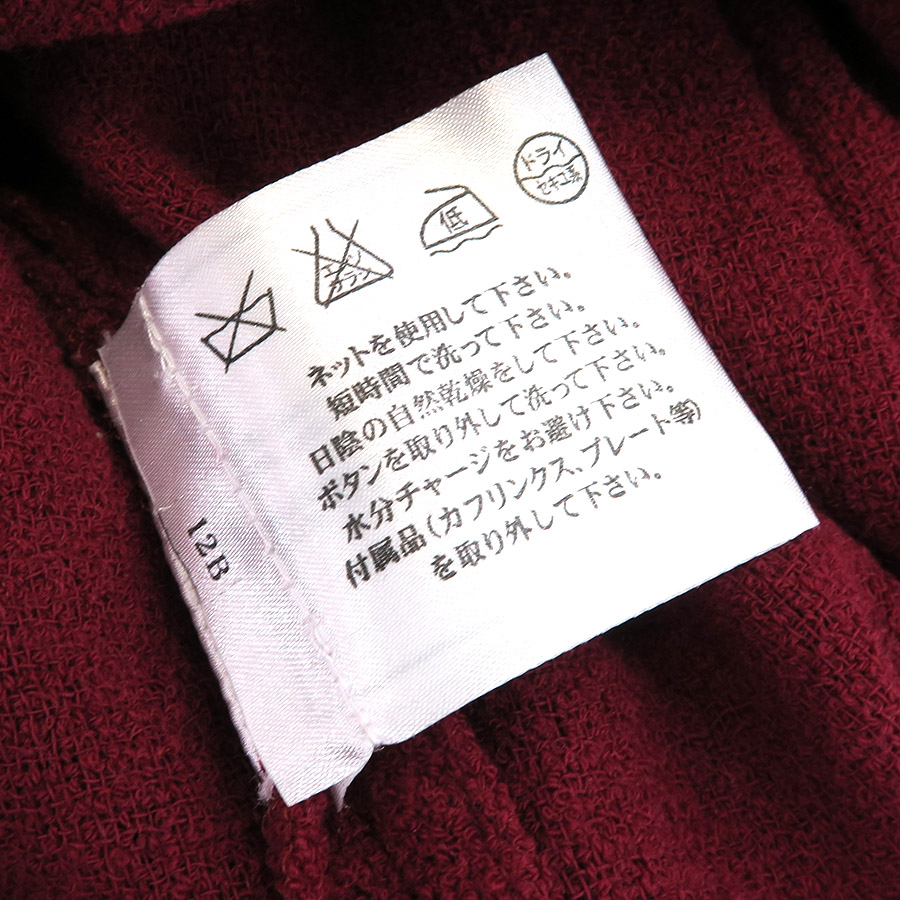 ドライ
セキユ系
低
エンソ
サラシ
ネットを使用して下さい。
短時間で洗って下さい。
日陰の自然乾燥をして下さい。
ボタンを取り外して洗って下さい。
水分チャージをお避け下さい。
付属品(カフリンクス、プレート等)
を取り外して下さい。
12B